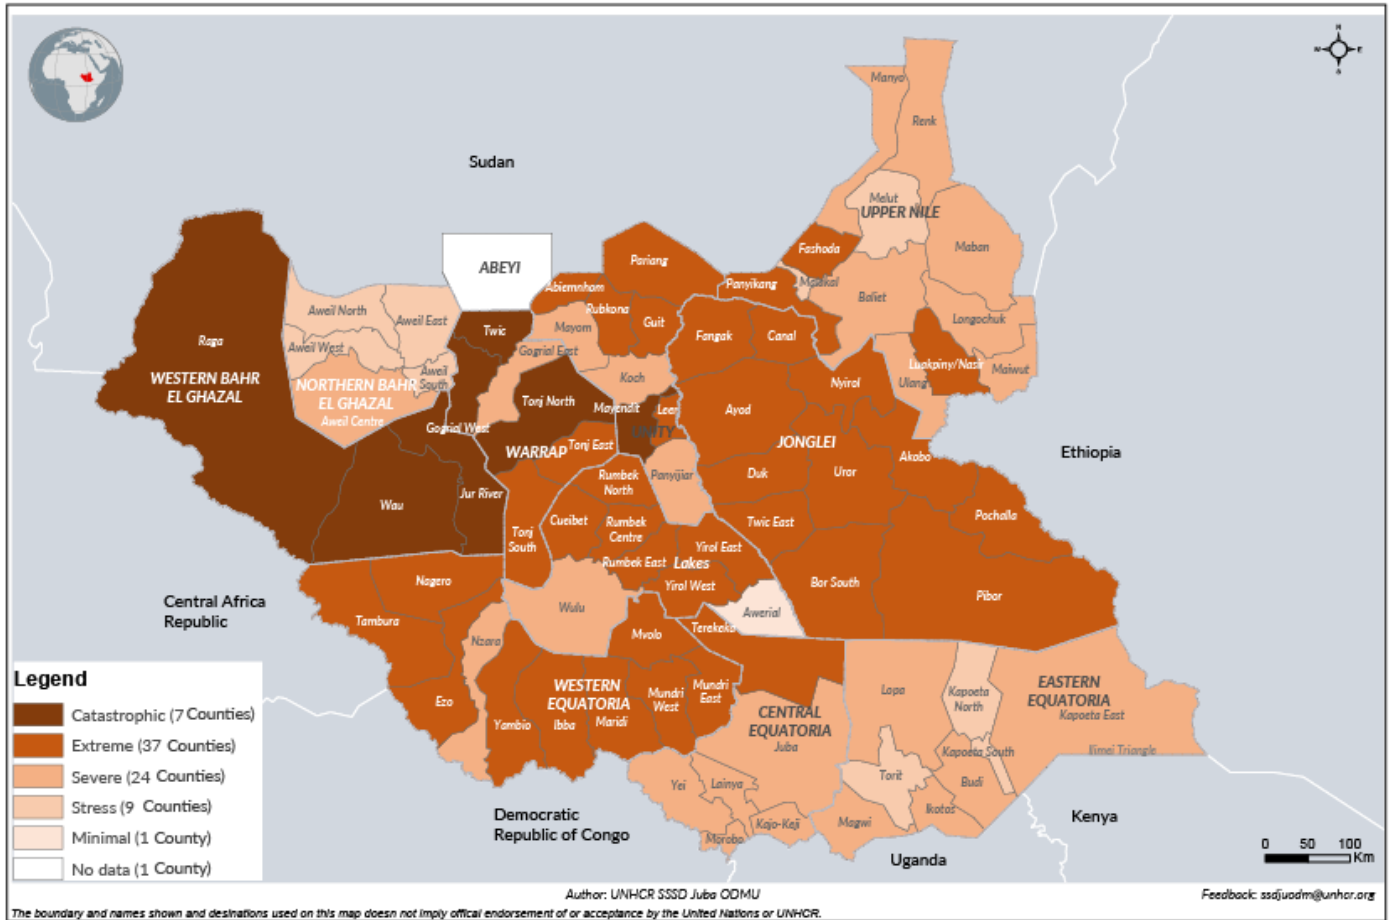 N
W E
S
Manyo
Renk
Sudan
Melut
UPPER NILE
Fashoda
Maban
ABEYI
Pariang
Panyikang
Malakal
Abiemnham
Baliet
Rubkona
Aweil North
Aweil East
Guit
Longochuk
Twic
Mayom
Fangak
Canal
Raga
Aweil West
Gogrial East
Luakpiny/Nasir
Maiwut
WESTERN BAHR
EL GHAZAL
NORTHERN BAHR
EL GHAZAL
Aweil
South
Koch
Nyirol
Ulang
Tonj North
Mayendit
Leer
Ayod
Aweil Centre
Gogrial West
UNITY
JONGLEI
WARRAP
Tonj East
Akobo
Ethiopia
Rumbek
North
Panyijiar
Duk
Uror
Wau
Jur River
Cueibet
Rumbek
Centre
Twic East
Pochalla
Tonj
South
Yirol East
Rumbek East
Lakes
Nagero
Yirol West
Bor South
Pibor
Central Africa
Republic
Tambura
Wulu
Awerial
Terekeka
Mvolo
Nzara
Legend
Catastrophic (7 Counties)
Extreme (37 Counties)
Severe (24 Counties)
Stress (9 Counties)
Minimal (1 County)
No data (1 County)
WESTERN
EQUATORIA
Mundri
West
Mundri
East
Lopa
Kapoeta
North
EASTERN
EQUATORIA
Kapoeta East
Ezo
Yambio
Ibba
Maridi
CENTRAL
EQUATORIA
Juba
Kapoeta South
Ilimei Triangle
Yei
Lainya
Torit
Budi
Ikotos
Democratic
Republic of Congo
Morobo
Kajo-Keji
Magwi
Kenya
Uganda
0 50 100
Km
Author: UNHCR SSSD Juba ODMU
Feedback: ssdjuodm@unhcr.org
The boundary and names shown and desinations used on this map doesn not imply offical endorsement of or acceptance by the United Nations or UNHCR.